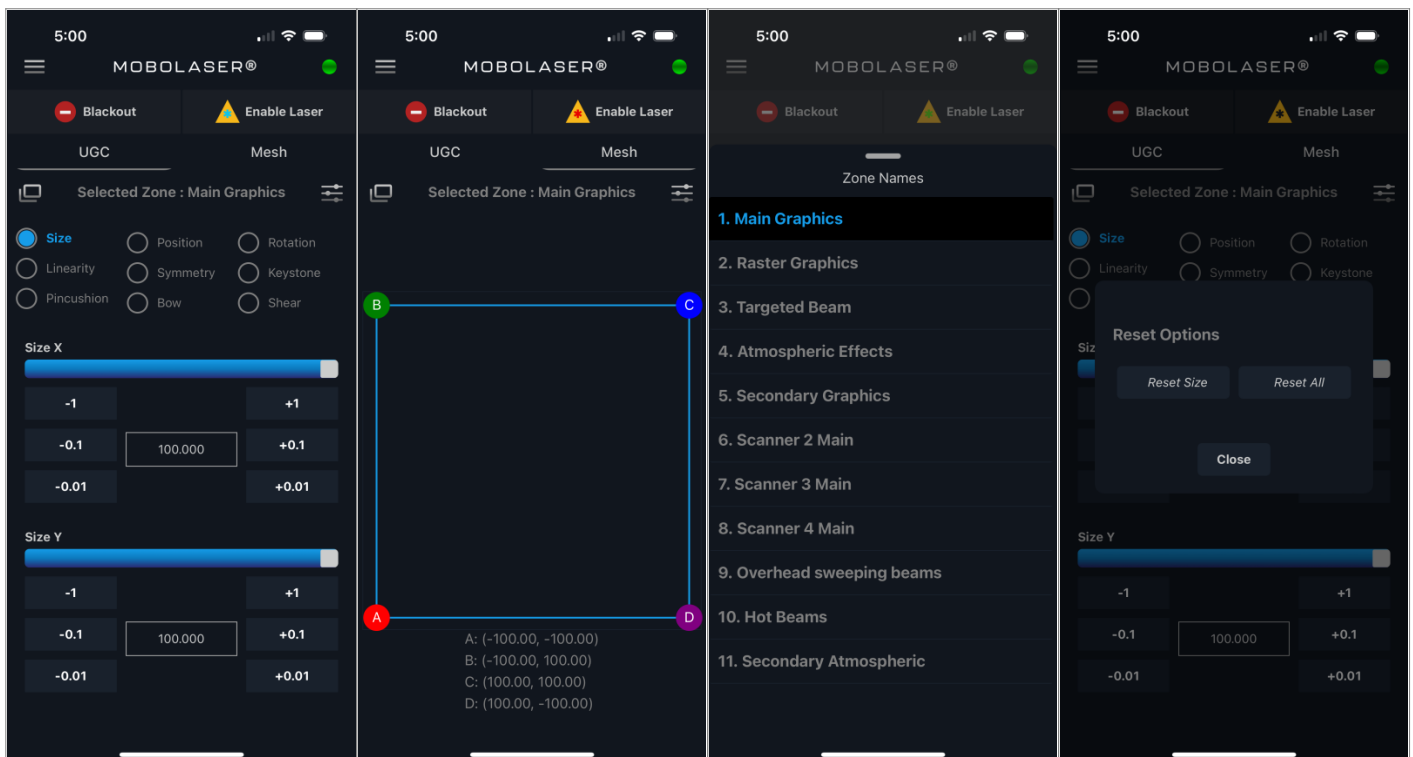 5:00
MOBOLASER®
Blackout Enable Laser
UGC Mesh
Selected Zone : Main Graphics
Size Position Rotation
Linearity Symmetry Keystone
Pincushion Bow Shear
Size X
-1 +1
-0.1 100.000 +0.1
-0.01 +0.01
Size Y
-1 +1
-0.1 100.000 +0.1
-0.01 +0.01
5:00
MOBOLASER®
Blackout Enable Laser
UGC Mesh
Selected Zone : Main Graphics
B C
A D
A: (-100.00, -100.00)
B: (-100.00, 100.00)
C: (100.00, 100.00)
D: (100.00, -100.00)
5:00
MOBOLASER®
Blackout Enable Laser
Zone Names
1. Main Graphics
2. Raster Graphics
3. Targeted Beam
4. Atmospheric Effects
5. Secondary Graphics
6. Scanner 2 Main
7. Scanner 3 Main
8. Scanner 4 Main
9. Overhead sweeping beams
10. Hot Beams
11. Secondary Atmospheric
5:00
MOBOLASER®
Blackout Enable Laser
UGC Mesh
Selected Zone : Main Graphics
Size Position Rotation
Linearity Symmetry Keystone
Reset Options
Siz
Reset Size Reset All
Close
Size Y
-1 +1
-0.1 100.000 +0.1
-0.01 +0.01